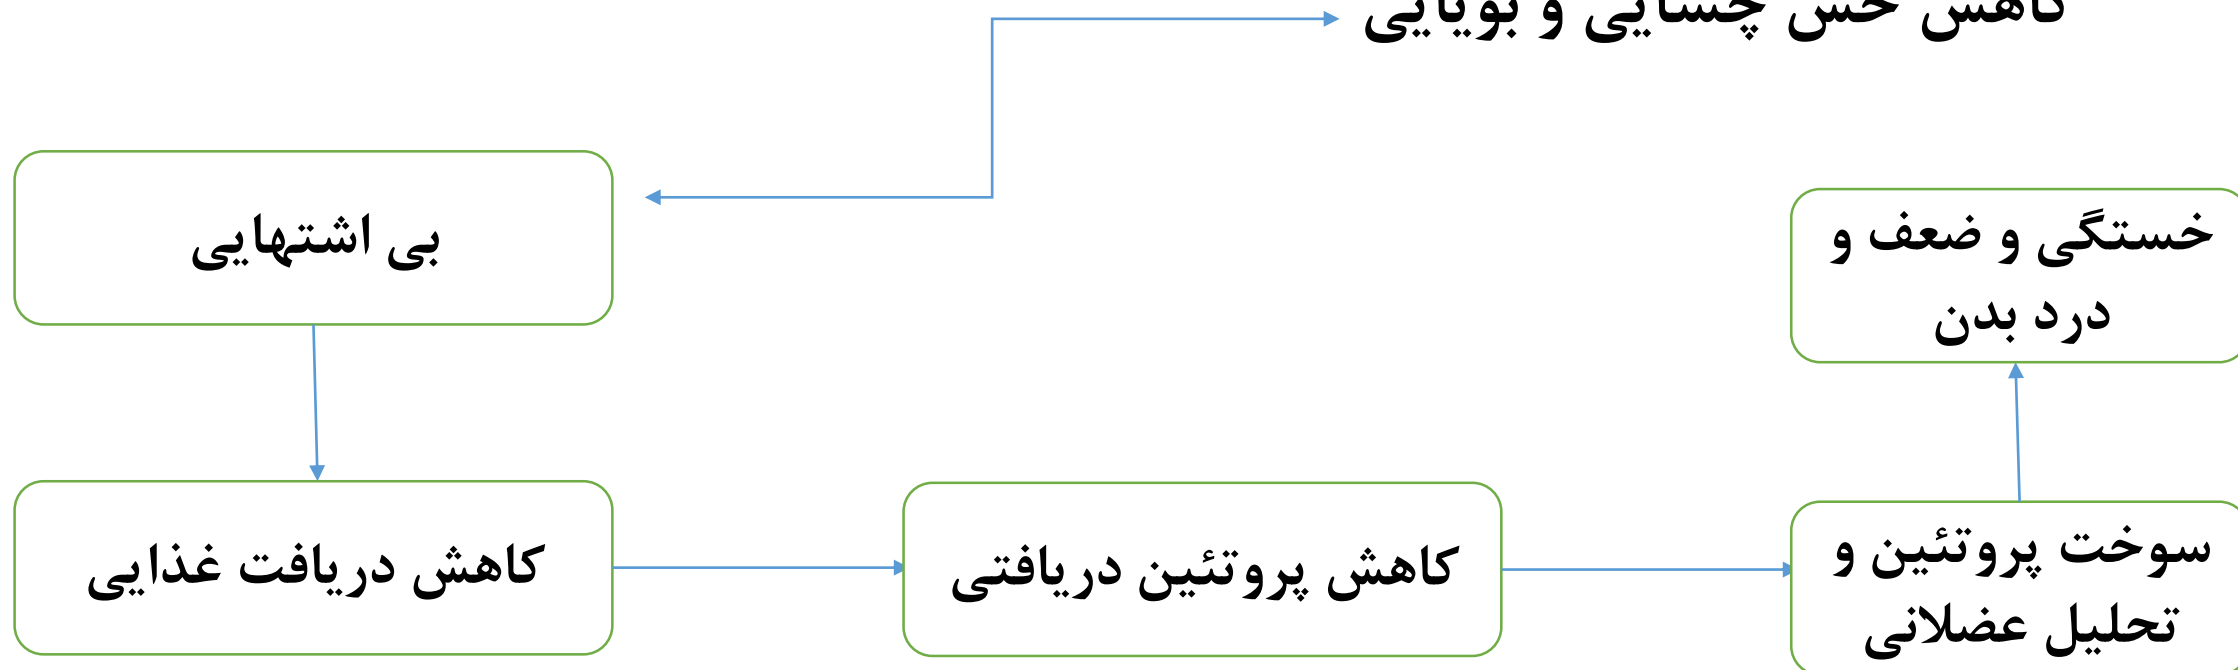 کاهش حس چشایی و بویایی
بی اشتهایی
خستگی و ضعف و
درد بدن
کاهش دریافت غذایی
کاهش پروتئین دریافتی
سوخت پروتئین و
تحلیل عضلانی